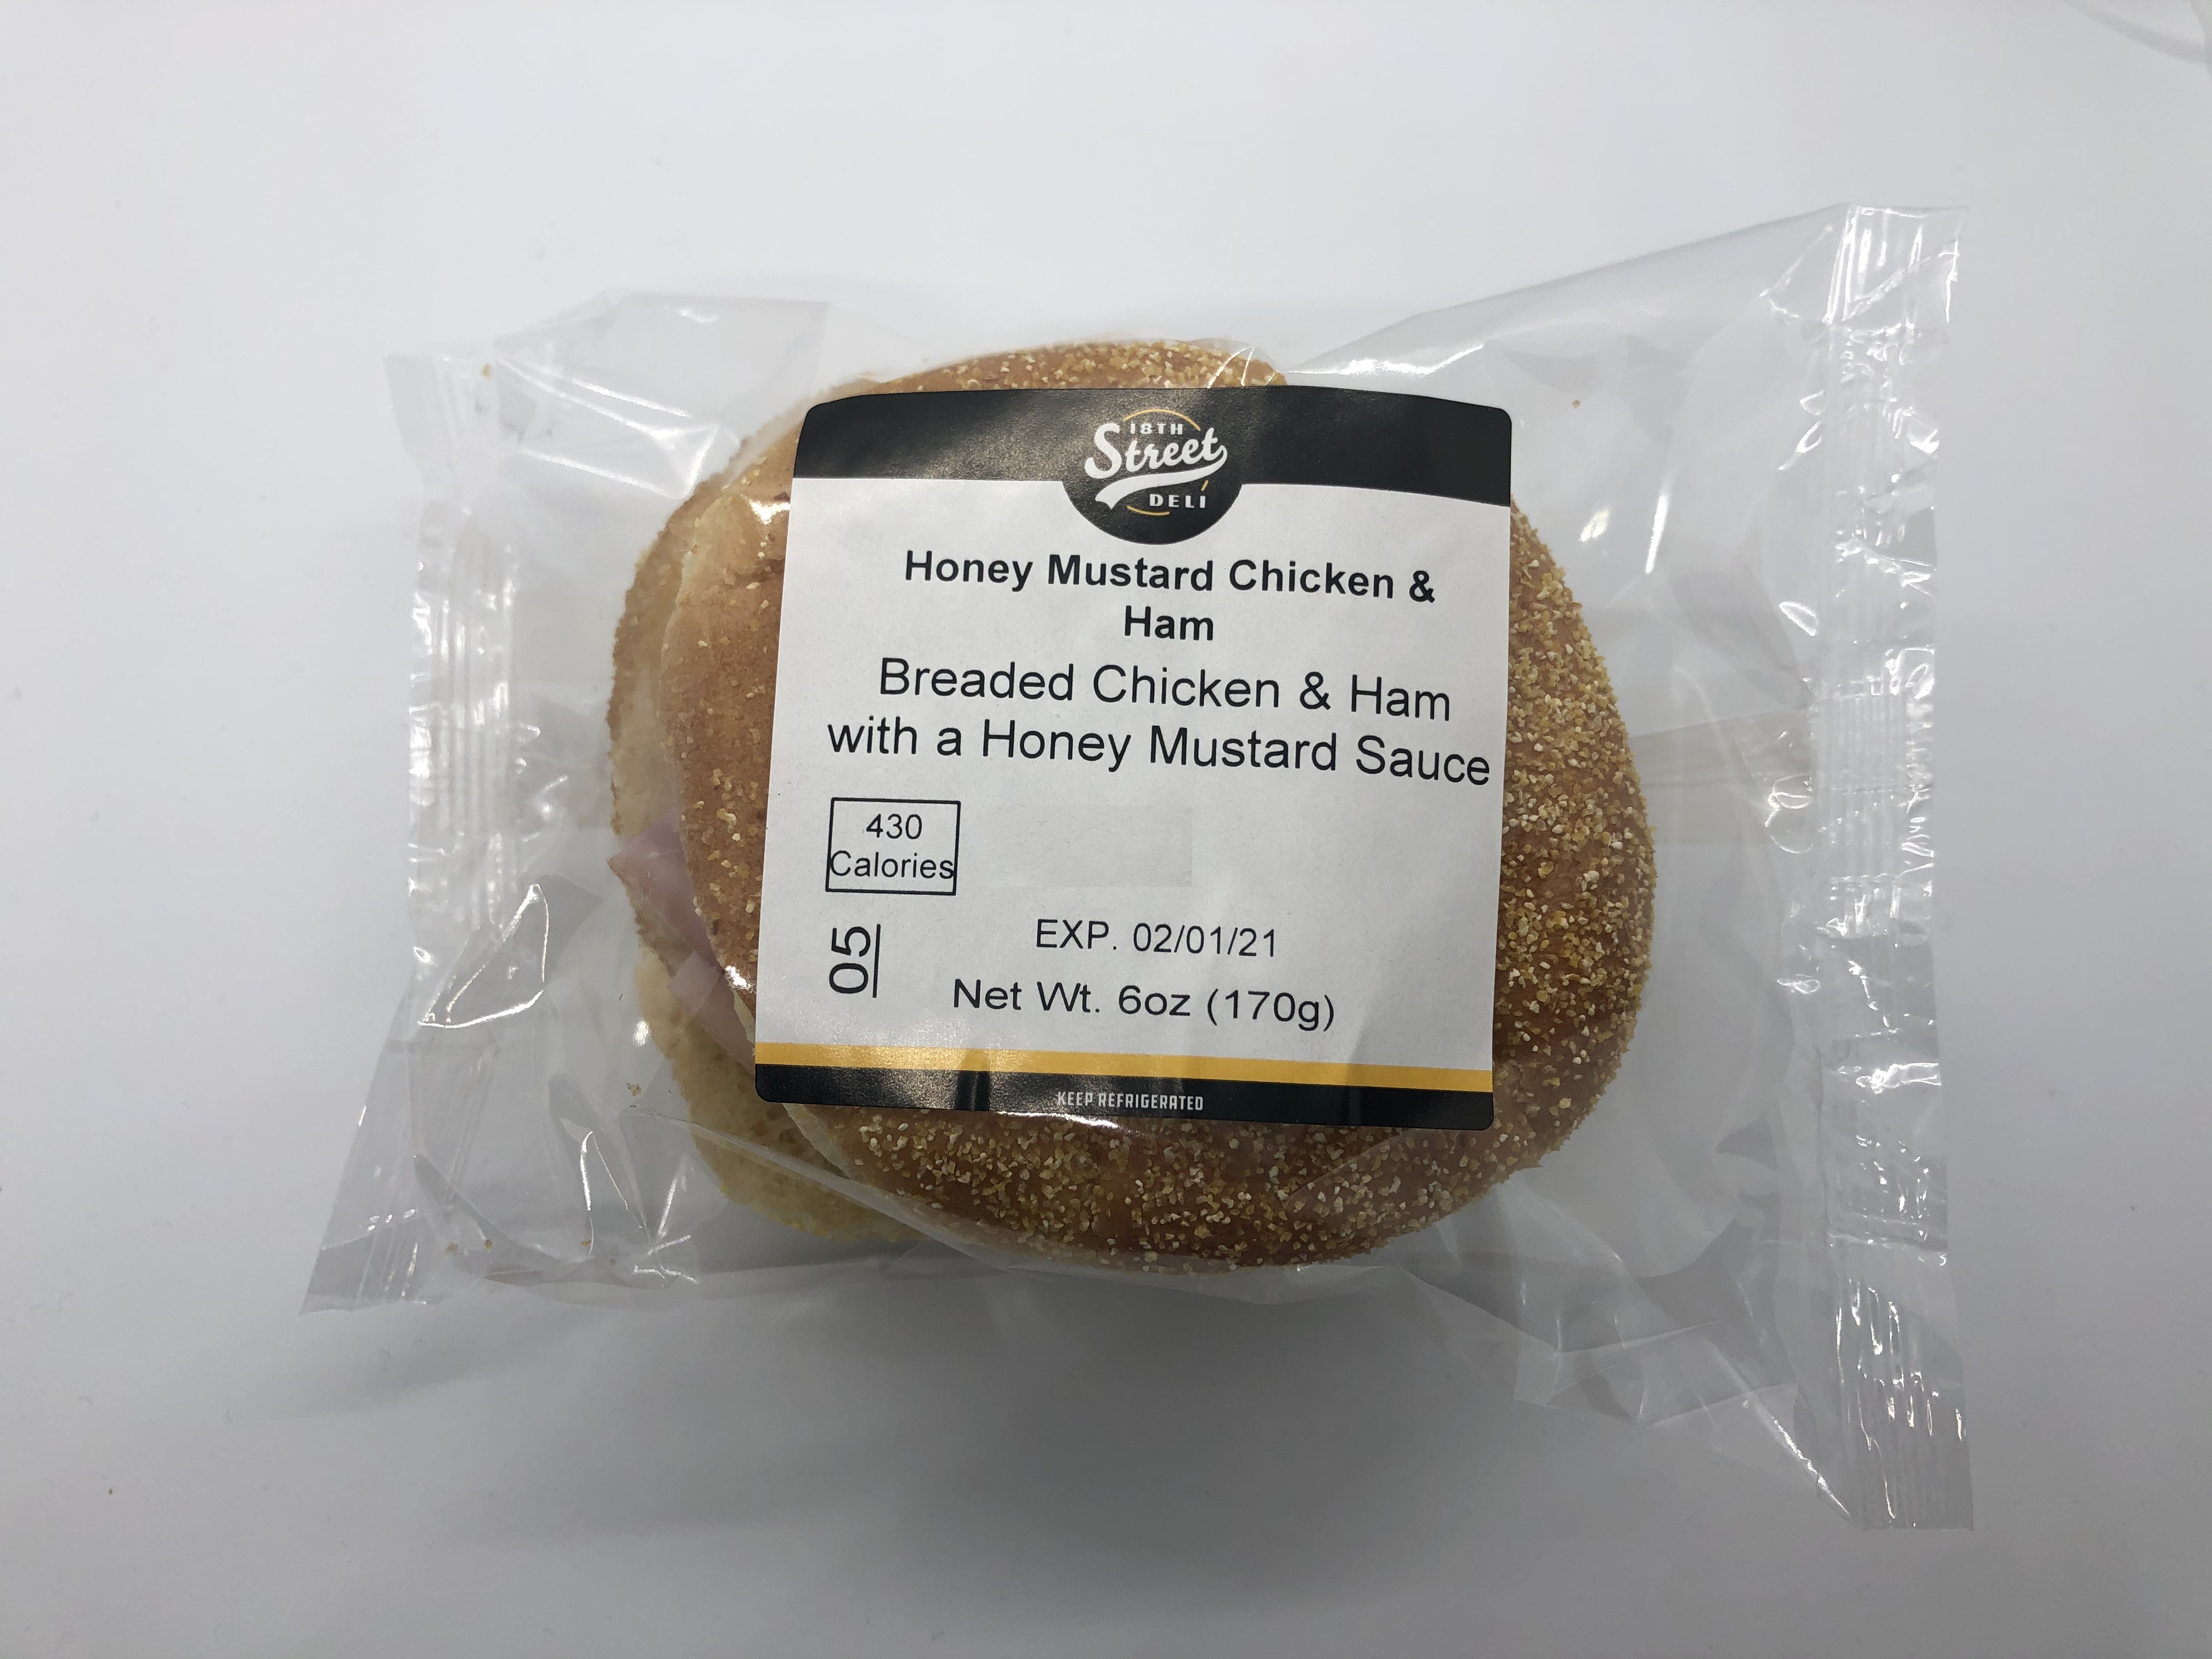 18TH
Street
DELI
Honey Mustard Chicken &
Ham
Breaded Chicken & Ham
with a Honey Mustard Sauce
430
Calories
05
EXP. 02/01/21
Net Wt. 6oz (170g)
KEEP REFRIGERATED